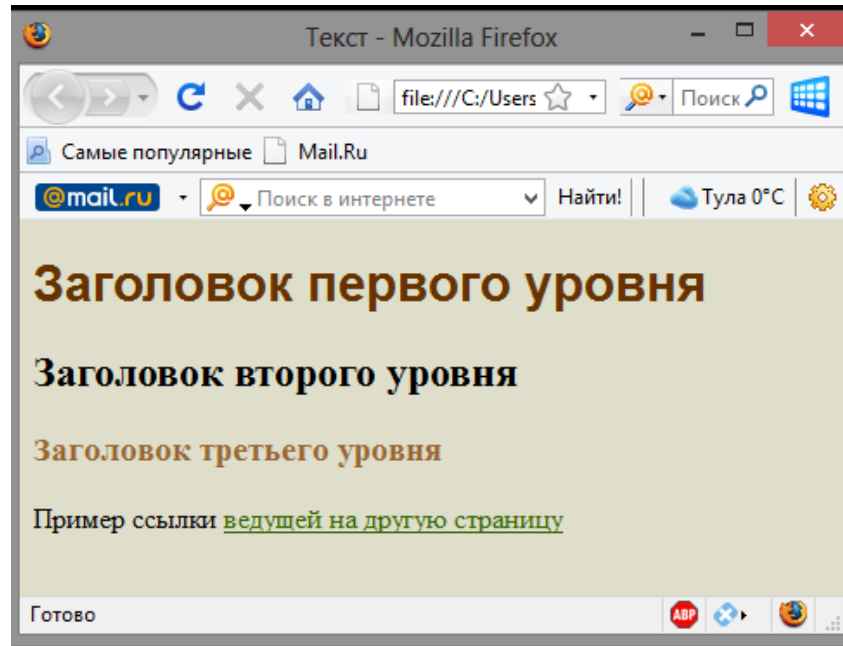 Текст - Mozilla Firefox
file:///C:/Users Поиск
Самые популярные Mail.Ru
@mail.ru Поиск в интернете Найти! Тула 0°C
Заголовок первого уровня
Заголовок второго уровня
Заголовок третьего уровня
Пример ссылки ведущей на другую страницу
Готово ABP